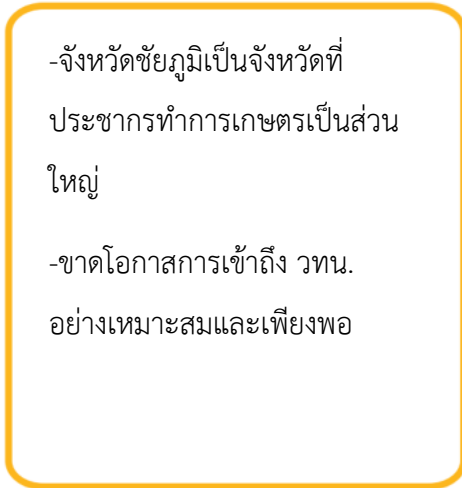 -จังหวัดชัยภูมิเป็นจังหวัดที่
ประชากรทำการเกษตรเป็นส่วน
ใหญ่
-ขาดโอกาสการเข้าถึง วทน.
อย่างเหมาะสมและเพียงพอ